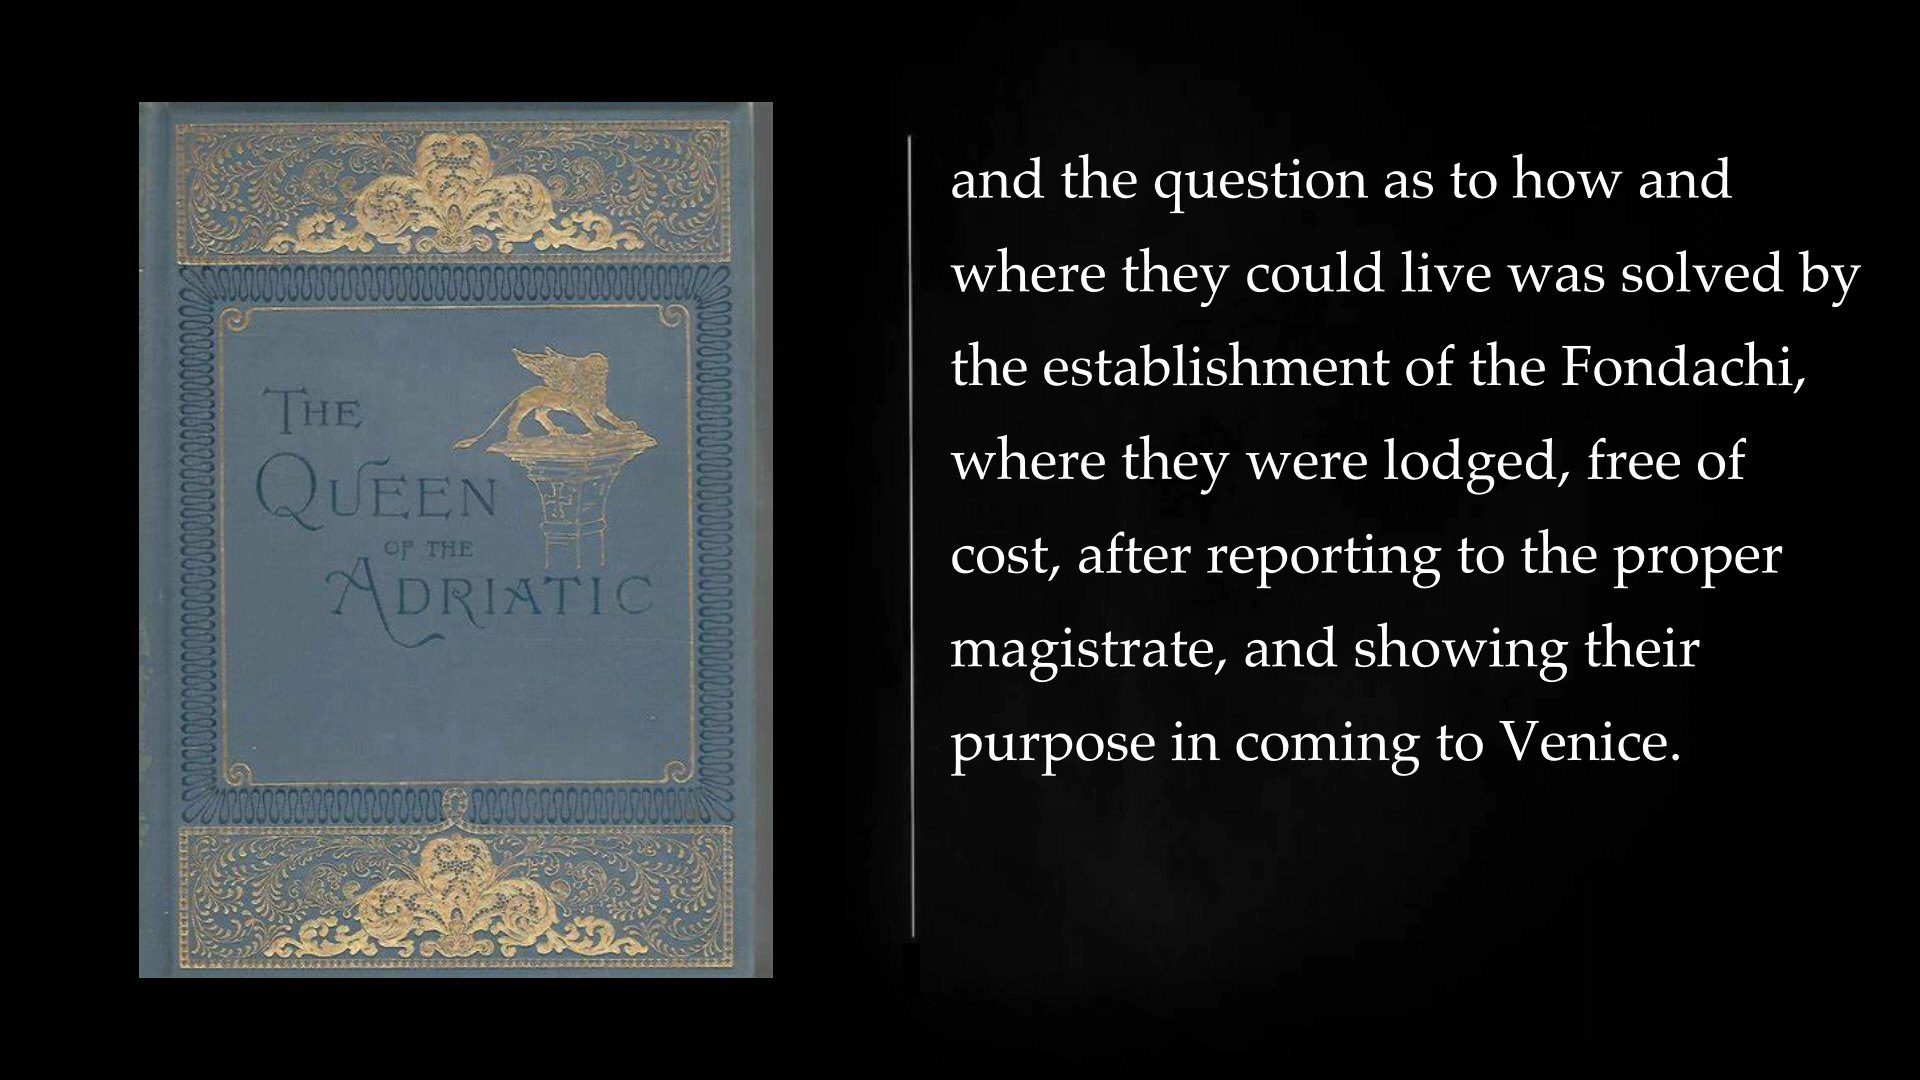 THE
QUEEN
OF THE
ADRIATIC
and the question as to how and
where they could live was solved by
the establishment of the Fondachi,
where they were lodged, free of
cost, after reporting to the proper
magistrate, and showing their
purpose in coming to Venice.